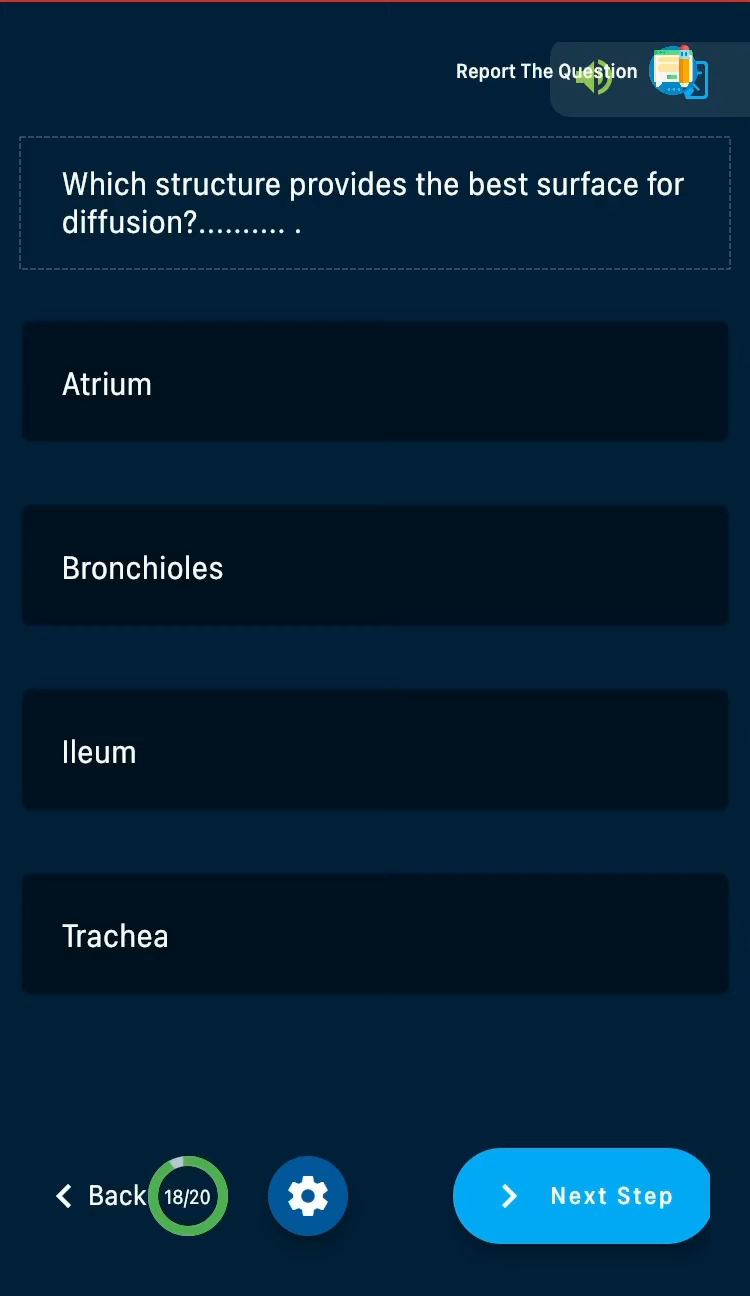 Report The Question
Which structure provides the best surface for
diffusion?.......... .
Atrium
Bronchioles
Ileum
Trachea
Back
18/20
Next Step